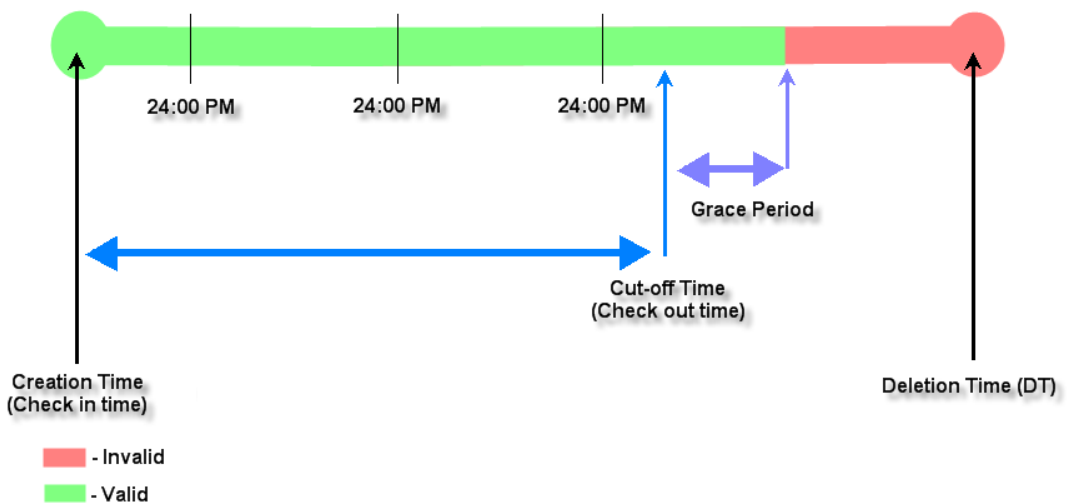 24:00 PM
24:00 PM
24:00 PM
Grace Period
Cut-off Time
(Check out time)
Creation Time
(Check in time)
Deletion Time (DT)
- Invalid
- Valid